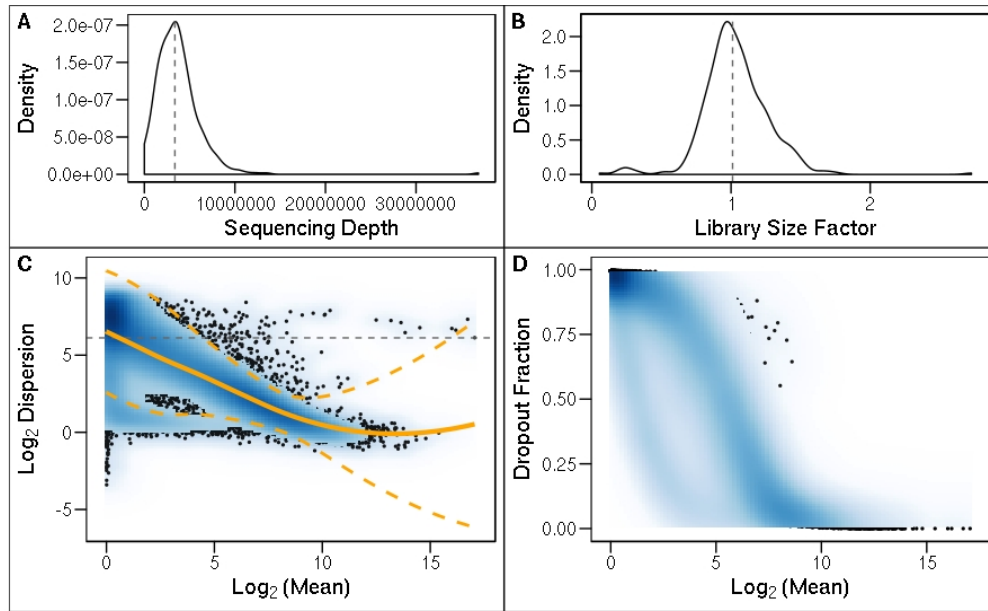 A
2.0e-07
1.5e-07
1.0e-07
5.0e-08
0.0e+00
Density
0 10000000 20000000 30000000
Sequencing Depth
B
2.0
1.5
1.0
0.5
0.0
Density
0 1 2
Library Size Factor
C
10
5
0
-5
Log2 Dispersion
0 5 10 15
Log2 (Mean)
D
1.00
0.75
0.50
0.25
0.00
Dropout Fraction
0 5 10 15
Log2 (Mean)